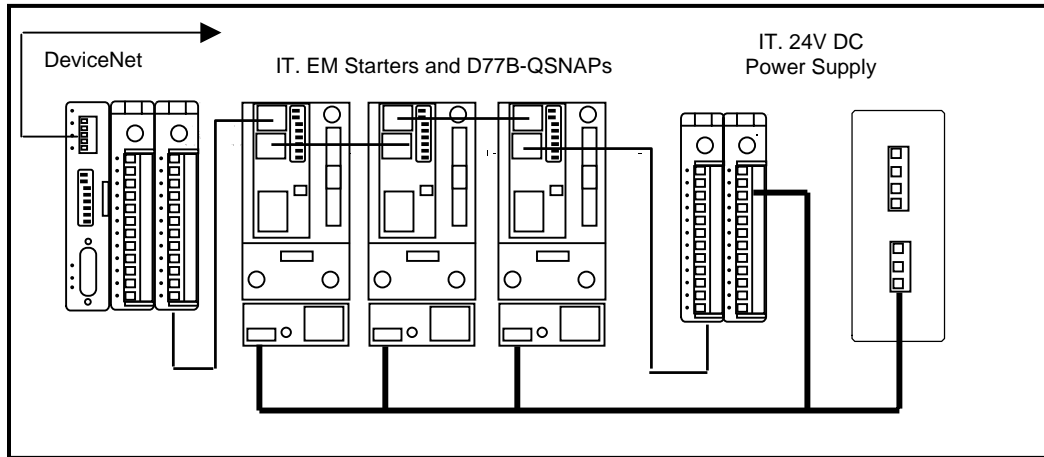 DeviceNet
IT. EM Starters and D77B-QSNAPs
IT. 24V DC
Power Supply